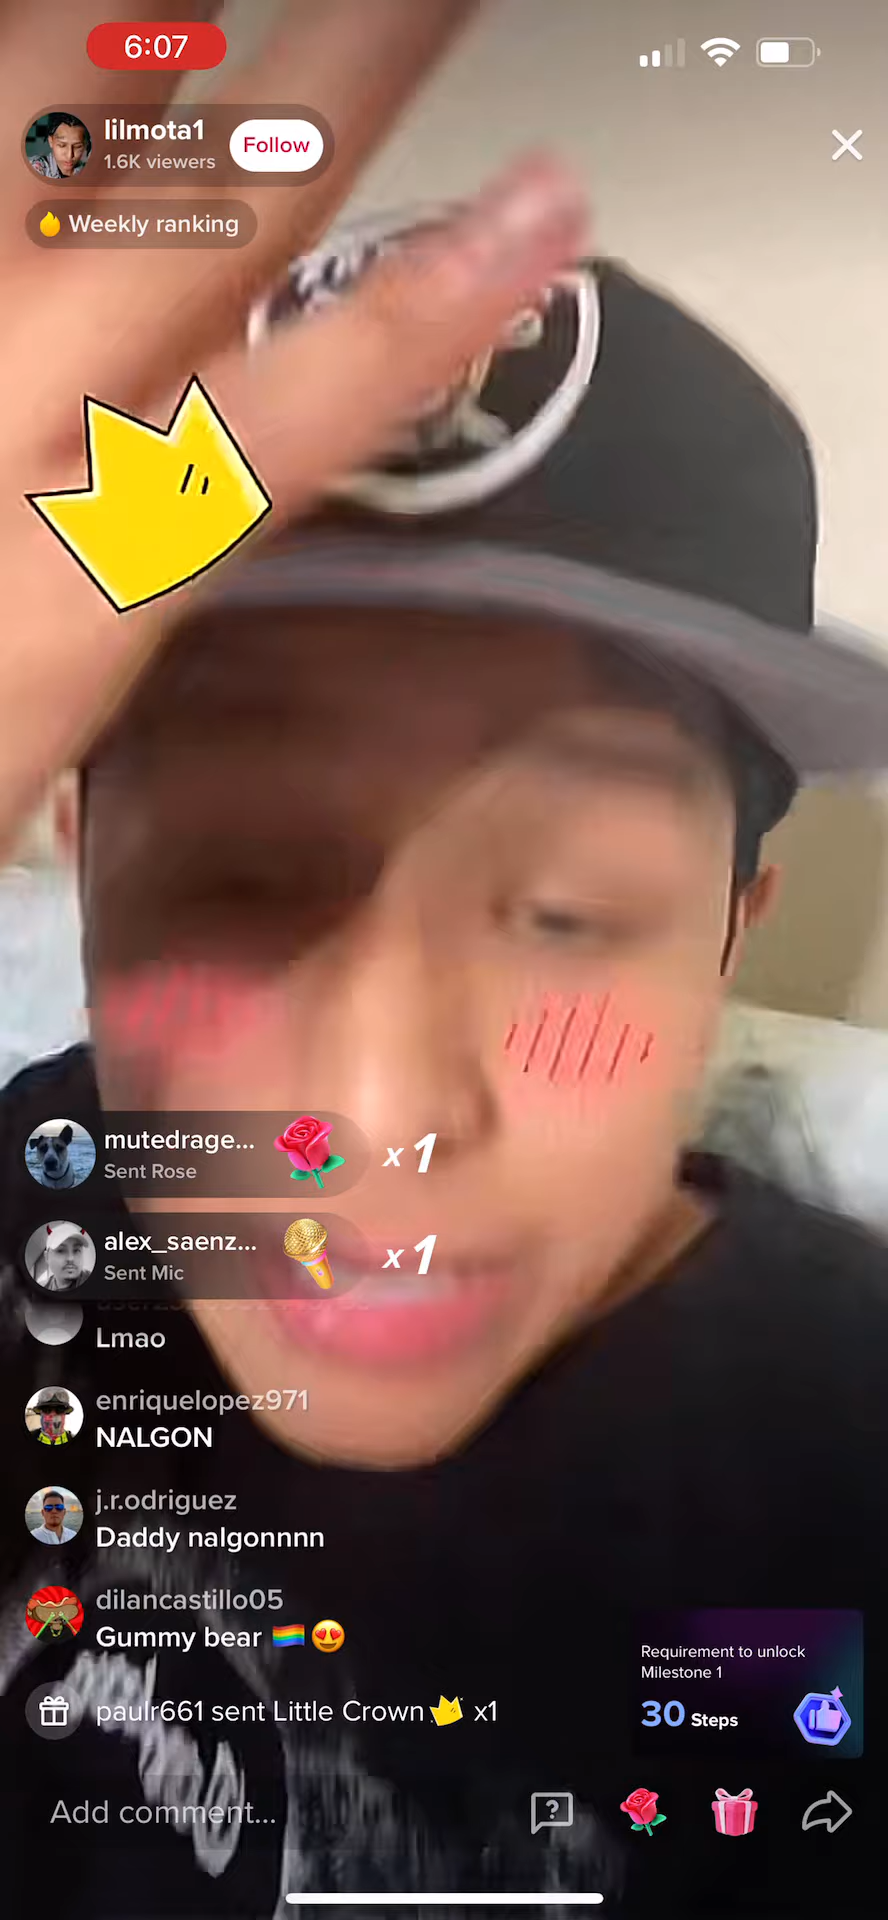 6:07
lilmota1
1.6K viewers
Follow
Weekly ranking
mutedrage...
Sent Rose
x1
alex_saenz...
Sent Mic
x1
Lmao
enriquelopez971
NALGON
j.r.odriguez
Daddy nalgonnnn
dilancastillo05
Gummy bear 🏳️‍🌈😍
paulr661 sent Little Crown x1
Requirement to unlock
Milestone 1
30 Steps
Add comment...